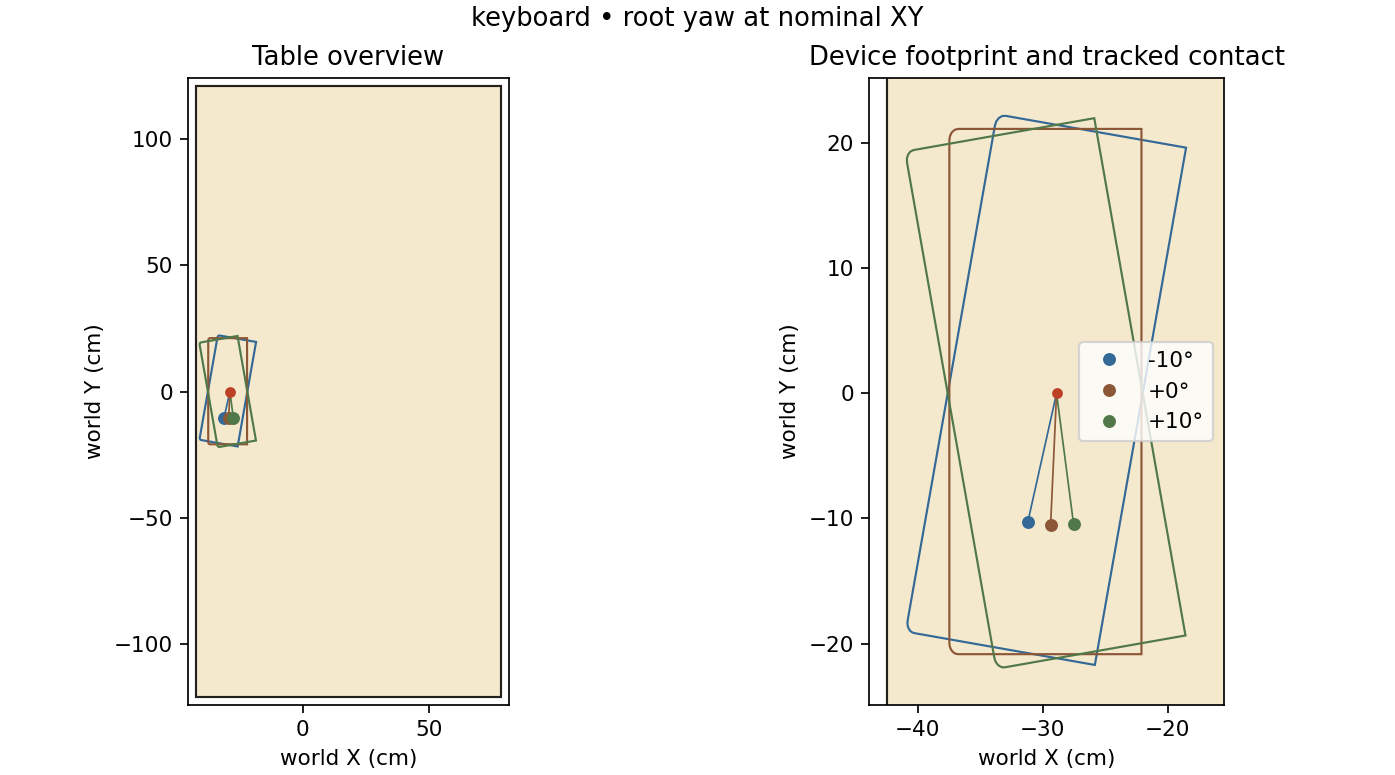 keyboard • root yaw at nominal XY
Table overview
world Y (cm)
100
50
0
−50
−100
0
50
world X (cm)
Device footprint and tracked contact
world Y (cm)
20
10
0
−10
−20
−40
−30
−20
world X (cm)
-10°
+0°
+10°